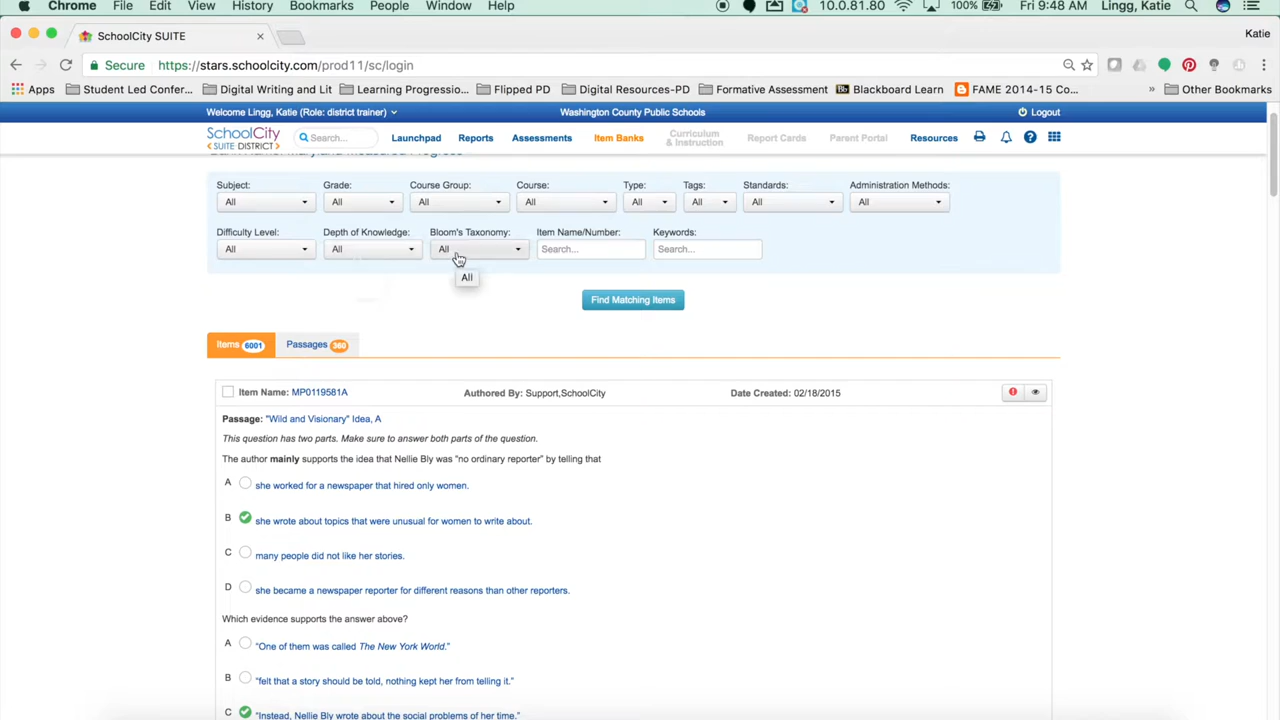 Chrome File Edit View History Bookmarks People Window Help 10.0.81.80 100% Fri 9:48 AM Lingg, Katie
SchoolCity SUITE × Katie
Secure https://stars.schoolcity.com/prod11/sc/login
Apps Student Led Confer... Digital Writing and Lit Learning Progressio... Flipped PD Digital Resources-PD Formative Assessment Bb Blackboard Learn FAME 2014-15 Co... » Other Bookmarks
Welcome Lingg, Katie (Role: district trainer) Washington County Public Schools Logout
SchoolCity SUITE DISTRICT Search... Launchpad Reports Assessments Item Banks Curriculum & Instruction Report Cards Parent Portal Resources
Subject: Grade: Course Group: Course: Type: Tags: Standards: Administration Methods:
All All All All All All All All
Difficulty Level: Depth of Knowledge: Bloom's Taxonomy: Item Name/Number: Keywords:
All All All Search... Search...
All
Find Matching Items
Items 6001 Passages 360
Item Name: MP0119581A Authored By: Support,SchoolCity Date Created: 02/18/2015
Passage: "Wild and Visionary" Idea, A
This question has two parts. Make sure to answer both parts of the question.
The author mainly supports the idea that Nellie Bly was "no ordinary reporter" by telling that
A she worked for a newspaper that hired only women.
B she wrote about topics that were unusual for women to write about.
C many people did not like her stories.
D she became a newspaper reporter for different reasons than other reporters.
Which evidence supports the answer above?
A "One of them was called The New York World."
B "felt that a story should be told, nothing kept her from telling it."
C "Instead, Nellie Bly wrote about the social problems of her time."